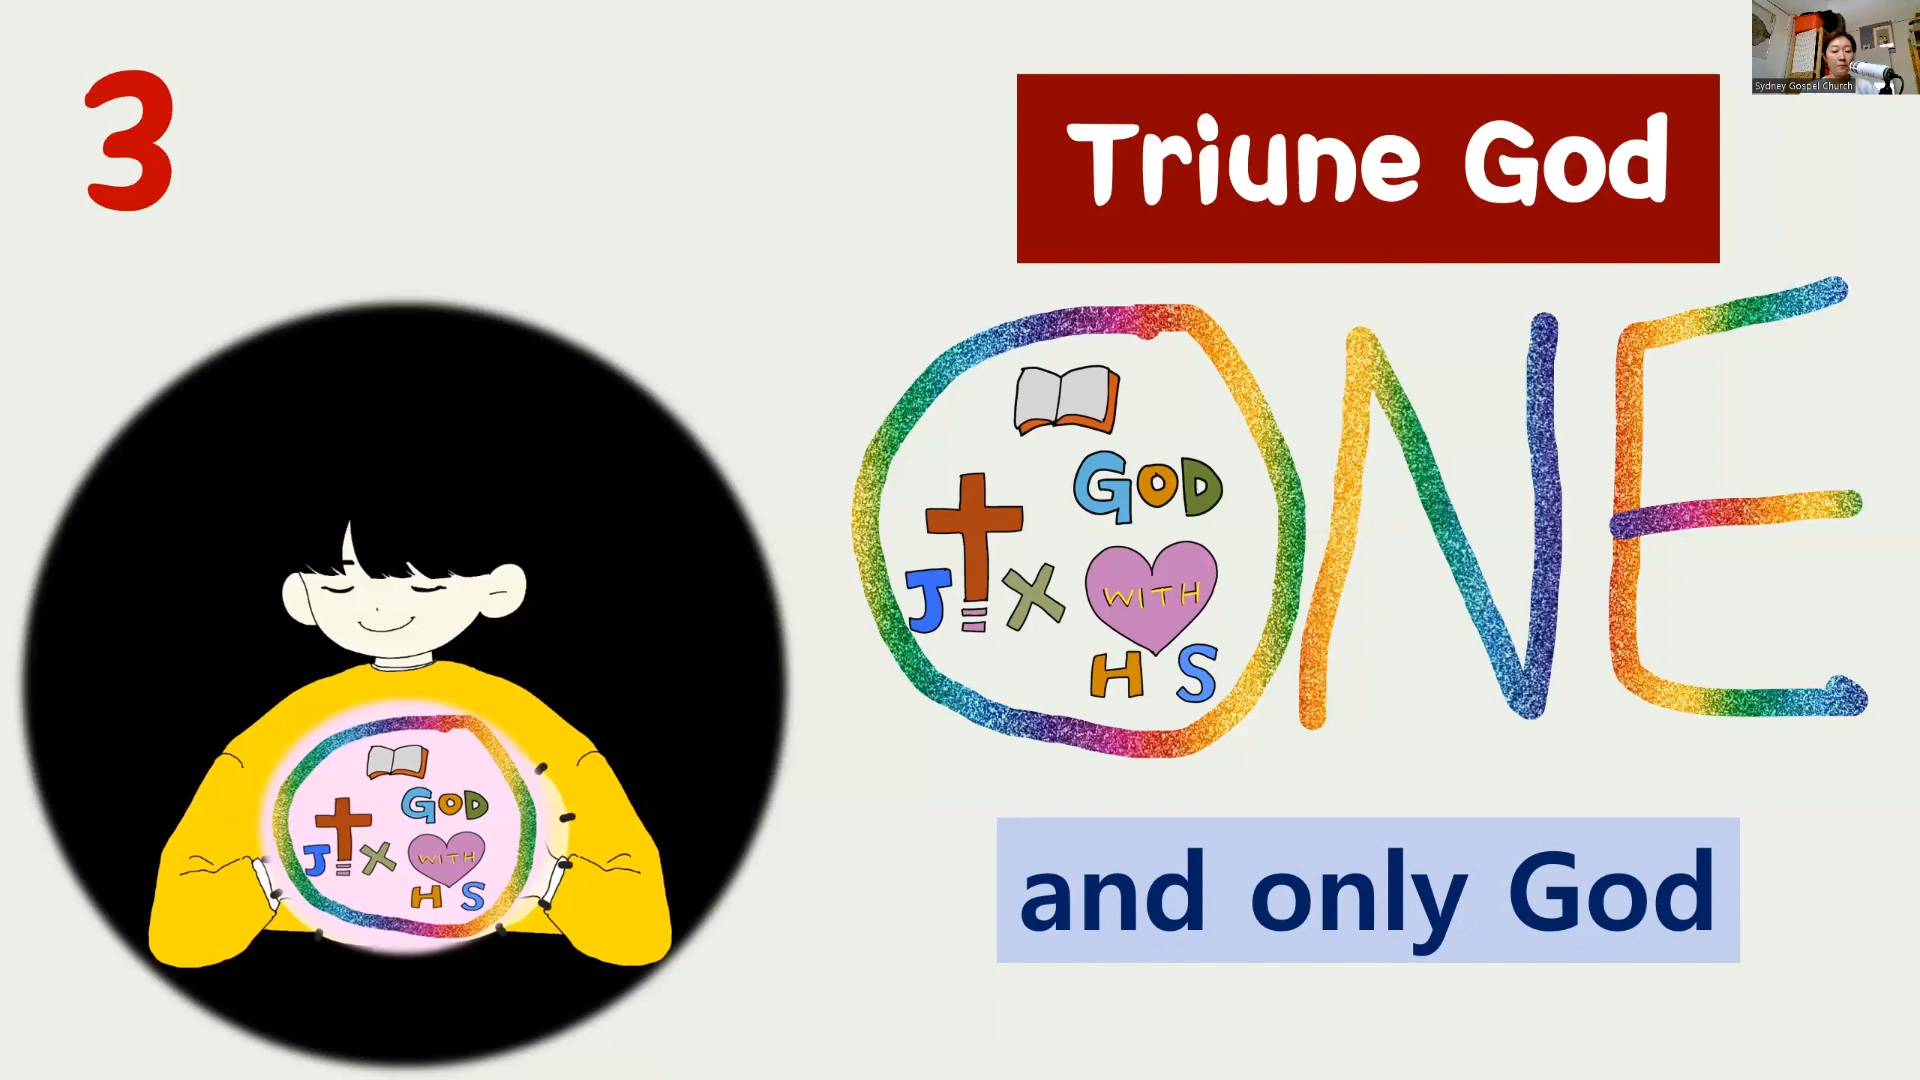 3
Triune God
Sydney Gospel Church
ONE
GOD
J X
WITH
H S
GOD
J X
WITH
H S
and only God